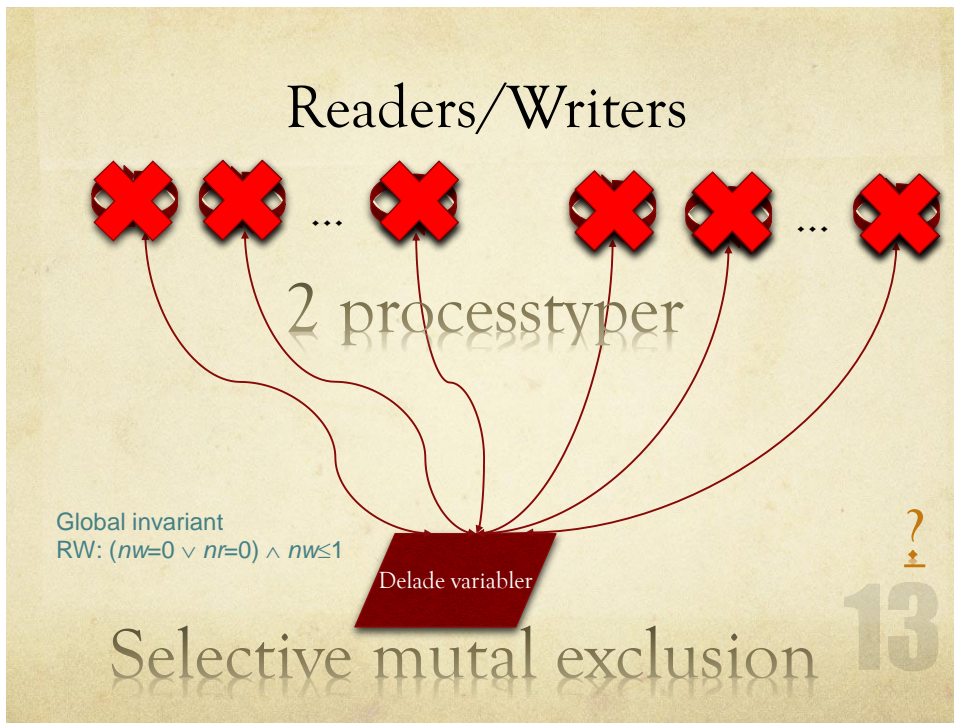 Readers/Writers
... ...
2 processtyper
Global invariant
RW: (nw=0 ∨ nr=0) ∧ nw≤1
?
Delade variabler
13
Selective mutal exclusion